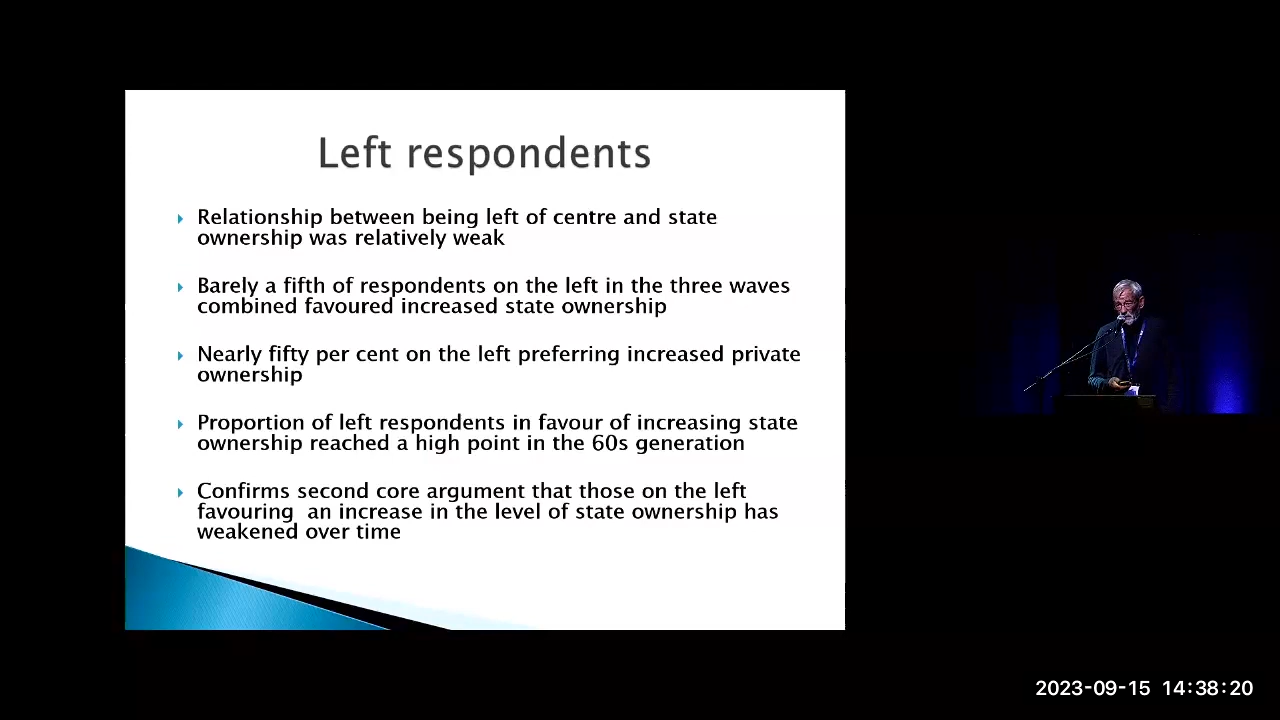 Left respondents
Relationship between being left of centre and state
ownership was relatively weak
Barely a fifth of respondents on the left in the three waves
combined favoured increased state ownership
Nearly fifty per cent on the left preferring increased private
ownership
Proportion of left respondents in favour of increasing state
ownership reached a high point in the 60s generation
Confirms second core argument that those on the left
favouring  an increase in the level of state ownership has
weakened over time
2023-09-15 14:38:20